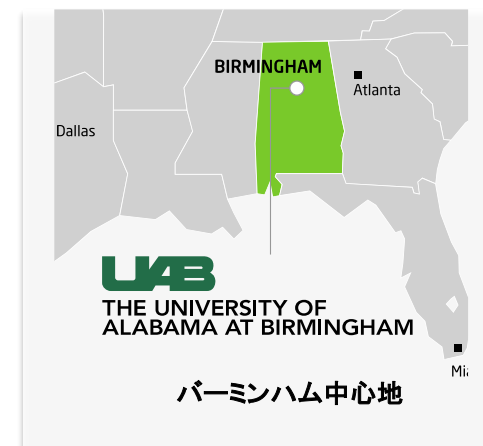 BIRMINGHAM
Atlanta
Dallas
UAB
THE UNIVERSITY OF
ALABAMA AT BIRMINGHAM
Mi
バーミンハム中心地